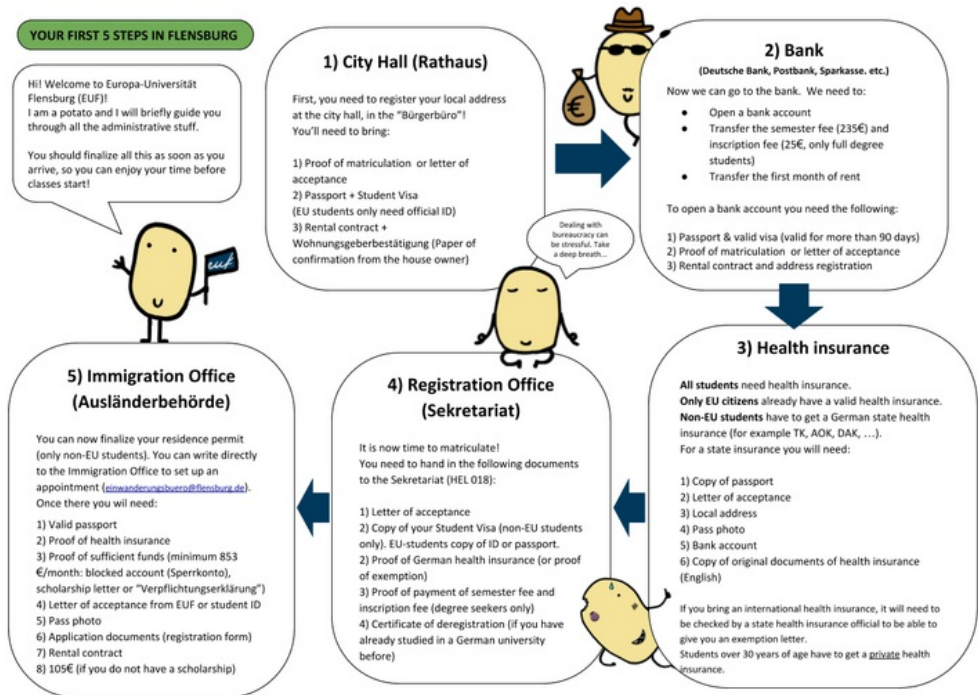 YOUR FIRST 5 STEPS IN FLENSBURG
Hi! Welcome to Europa-Universität
Flensburg (EUF)!
I am a potato and I will briefly guide you
through all the administrative stuff.
You should finalize all this as soon as you
arrive, so you can enjoy your time before
classes start!
euf
1) City Hall (Rathaus)
First, you need to register your local address
at the city hall, in the "Bürgerbüro"!
You'll need to bring:
1) Proof of matriculation or letter of
acceptance
2) Passport + Student Visa
(EU students only need official ID)
3) Rental contract +
Wohnungsgeberbestätigung (Paper of
confirmation from the house owner)
€
2) Bank
(Deutsche Bank, Postbank, Sparkasse. etc.)
Now we can go to the bank. We need to:
● Open a bank account
● Transfer the semester fee (235€) and
inscription fee (25€, only full degree
students)
● Transfer the first month of rent
To open a bank account you need the following:
1) Passport & valid visa (valid for more than 90 days)
2) Proof of matriculation or letter of acceptance
3) Rental contract and address registration
Dealing with
bureaucracy can
be stressful. Take
a deep breath...
3) Health insurance
All students need health insurance.
Only EU citizens already have a valid health insurance.
Non-EU students have to get a German state health
insurance (for example TK, AOK, DAK, ...).
For a state insurance you will need:
1) Copy of passport
2) Letter of acceptance
3) Local address
4) Pass photo
5) Bank account
6) Copy of original documents of health insurance
(English)
If you bring an international health insurance, it will need to
be checked by a state health insurance official to be able to
give you an exemption letter.
Students over 30 years of age have to get a private health
insurance.
4) Registration Office
(Sekretariat)
It is now time to matriculate!
You need to hand in the following documents
to the Sekretariat (HEL 018):
1) Letter of acceptance
2) Copy of your Student Visa (non-EU students
only). EU-students copy of ID or passport.
2) Proof of German health insurance (or proof
of exemption)
3) Proof of payment of semester fee and
inscription fee (degree seekers only)
4) Certificate of deregistration (if you have
already studied in a German university
before)
5) Immigration Office
(Ausländerbehörde)
You can now finalize your residence permit
(only non-EU students). You can write directly
to the Immigration Office to set up an
appointment (einwanderungsbuero@flensburg.de).
Once there you wil need:
1) Valid passport
2) Proof of health insurance
3) Proof of sufficient funds (minimum 853
€/month: blocked account (Sperrkonto),
scholarship letter or "Verpflichtungserklärung")
4) Letter of acceptance from EUF or student ID
5) Pass photo
6) Application documents (registration form)
7) Rental contract
8) 105€ (if you do not have a scholarship)